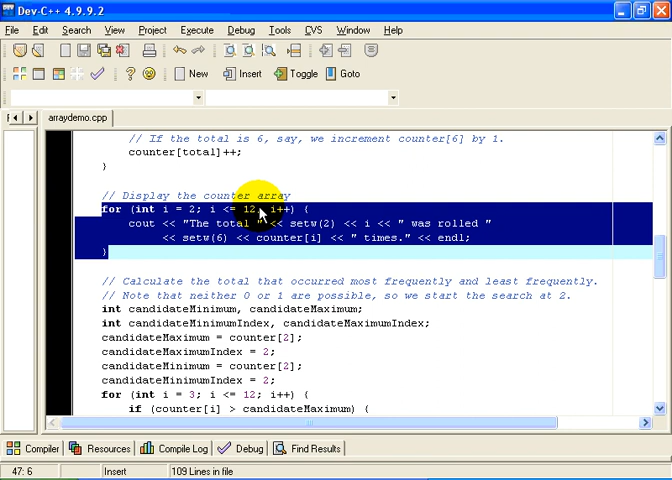 Dev-C++ 4.9.9.2
File Edit Search View Project Execute Debug Tools CVS Window Help
New Insert Toggle Goto
arraydemo.cpp
// If the total is 6, say, we increment counter[6] by 1.
counter[total]++;
}
// Display the counter array
for (int i = 2; i <= 12; i++) {
cout << "The total " << setw(2) << i << " was rolled "
<< setw(6) << counter[i] << " times." << endl;
}
// Calculate the total that occurred most frequently and least frequently.
// Note that neither 0 or 1 are possible, so we start the search at 2.
int candidateMinimum, candidateMaximum;
int candidateMinimumIndex, candidateMaximumIndex;
candidateMaximum = counter[2];
candidateMaximumIndex = 2;
candidateMinimum = counter[2];
candidateMinimumIndex = 2;
for (int i = 3; i <= 12; i++) {
if (counter[i] > candidateMaximum) {
Compiler Resources Compile Log Debug Find Results
47: 6 Insert 109 Lines in file